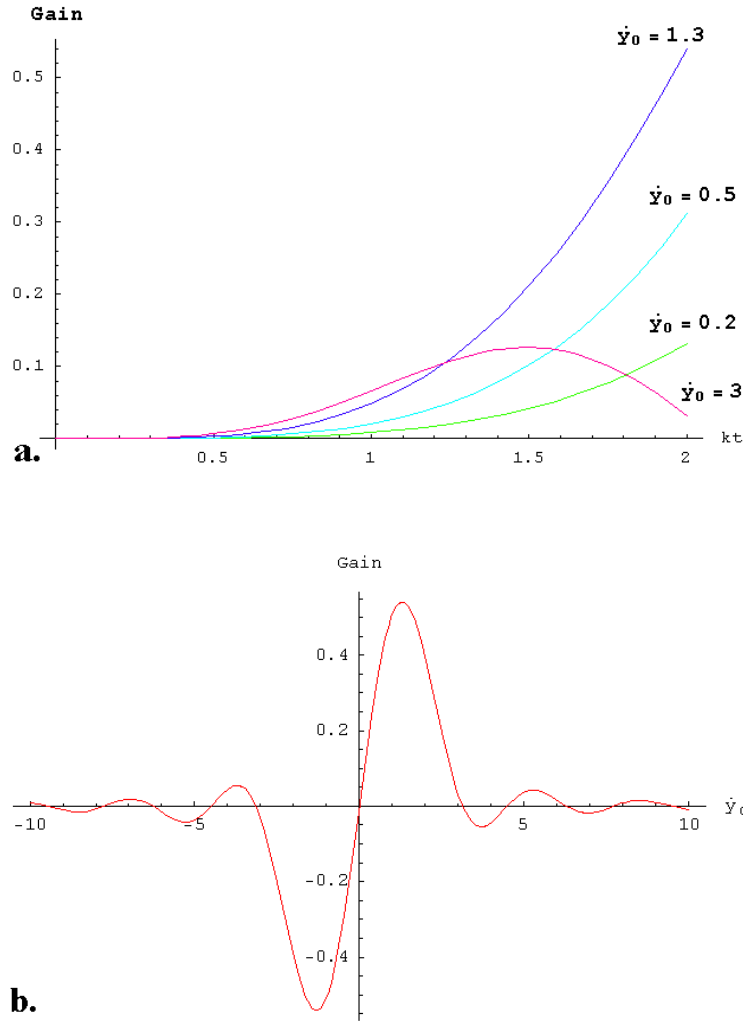 Gain
ẏ₀ = 1.3
0.5
0.4
0.3
ẏ₀ = 0.5
0.2
ẏ₀ = 0.2
0.1
ẏ₀ = 3
0.5 1 1.5 2 kt
a.
Gain
0.4
0.2
-10 -5 5 10 ẏ₀
-0.2
-0.4
b.